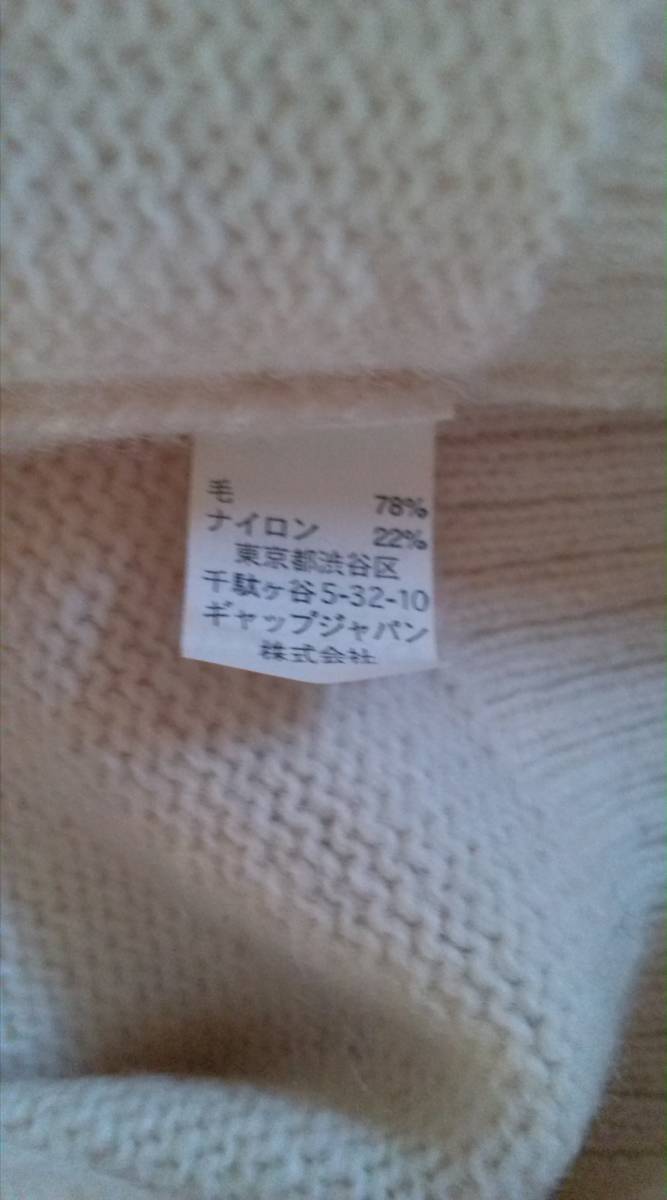 毛 78%
ナイロン 22%
東京都渋谷区
千駄ヶ谷5-32-10
ギャップジャパン
株式会社